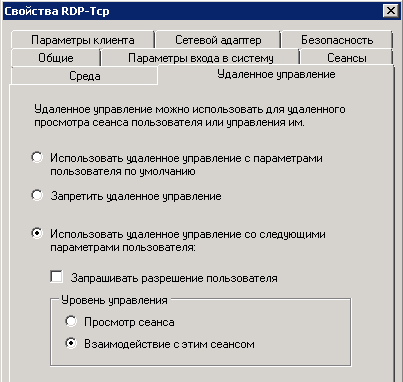 Свойства RDP-Tcp
Параметры клиента
Сетевой адаптер
Безопасность
Общие
Параметры входа в систему
Сеансы
Среда
Удаленное управление
Удаленное управление можно использовать для удаленного
просмотра сеанса пользователя или управления им.
Использовать удаленное управление с параметрами
пользователя по умолчанию
Запретить удаленное управление
Использовать удаленное управление со следующими
параметрами пользователя:
Запрашивать разрешение пользователя
Уровень управления
Просмотр сеанса
Взаимодействие с этим сеансом